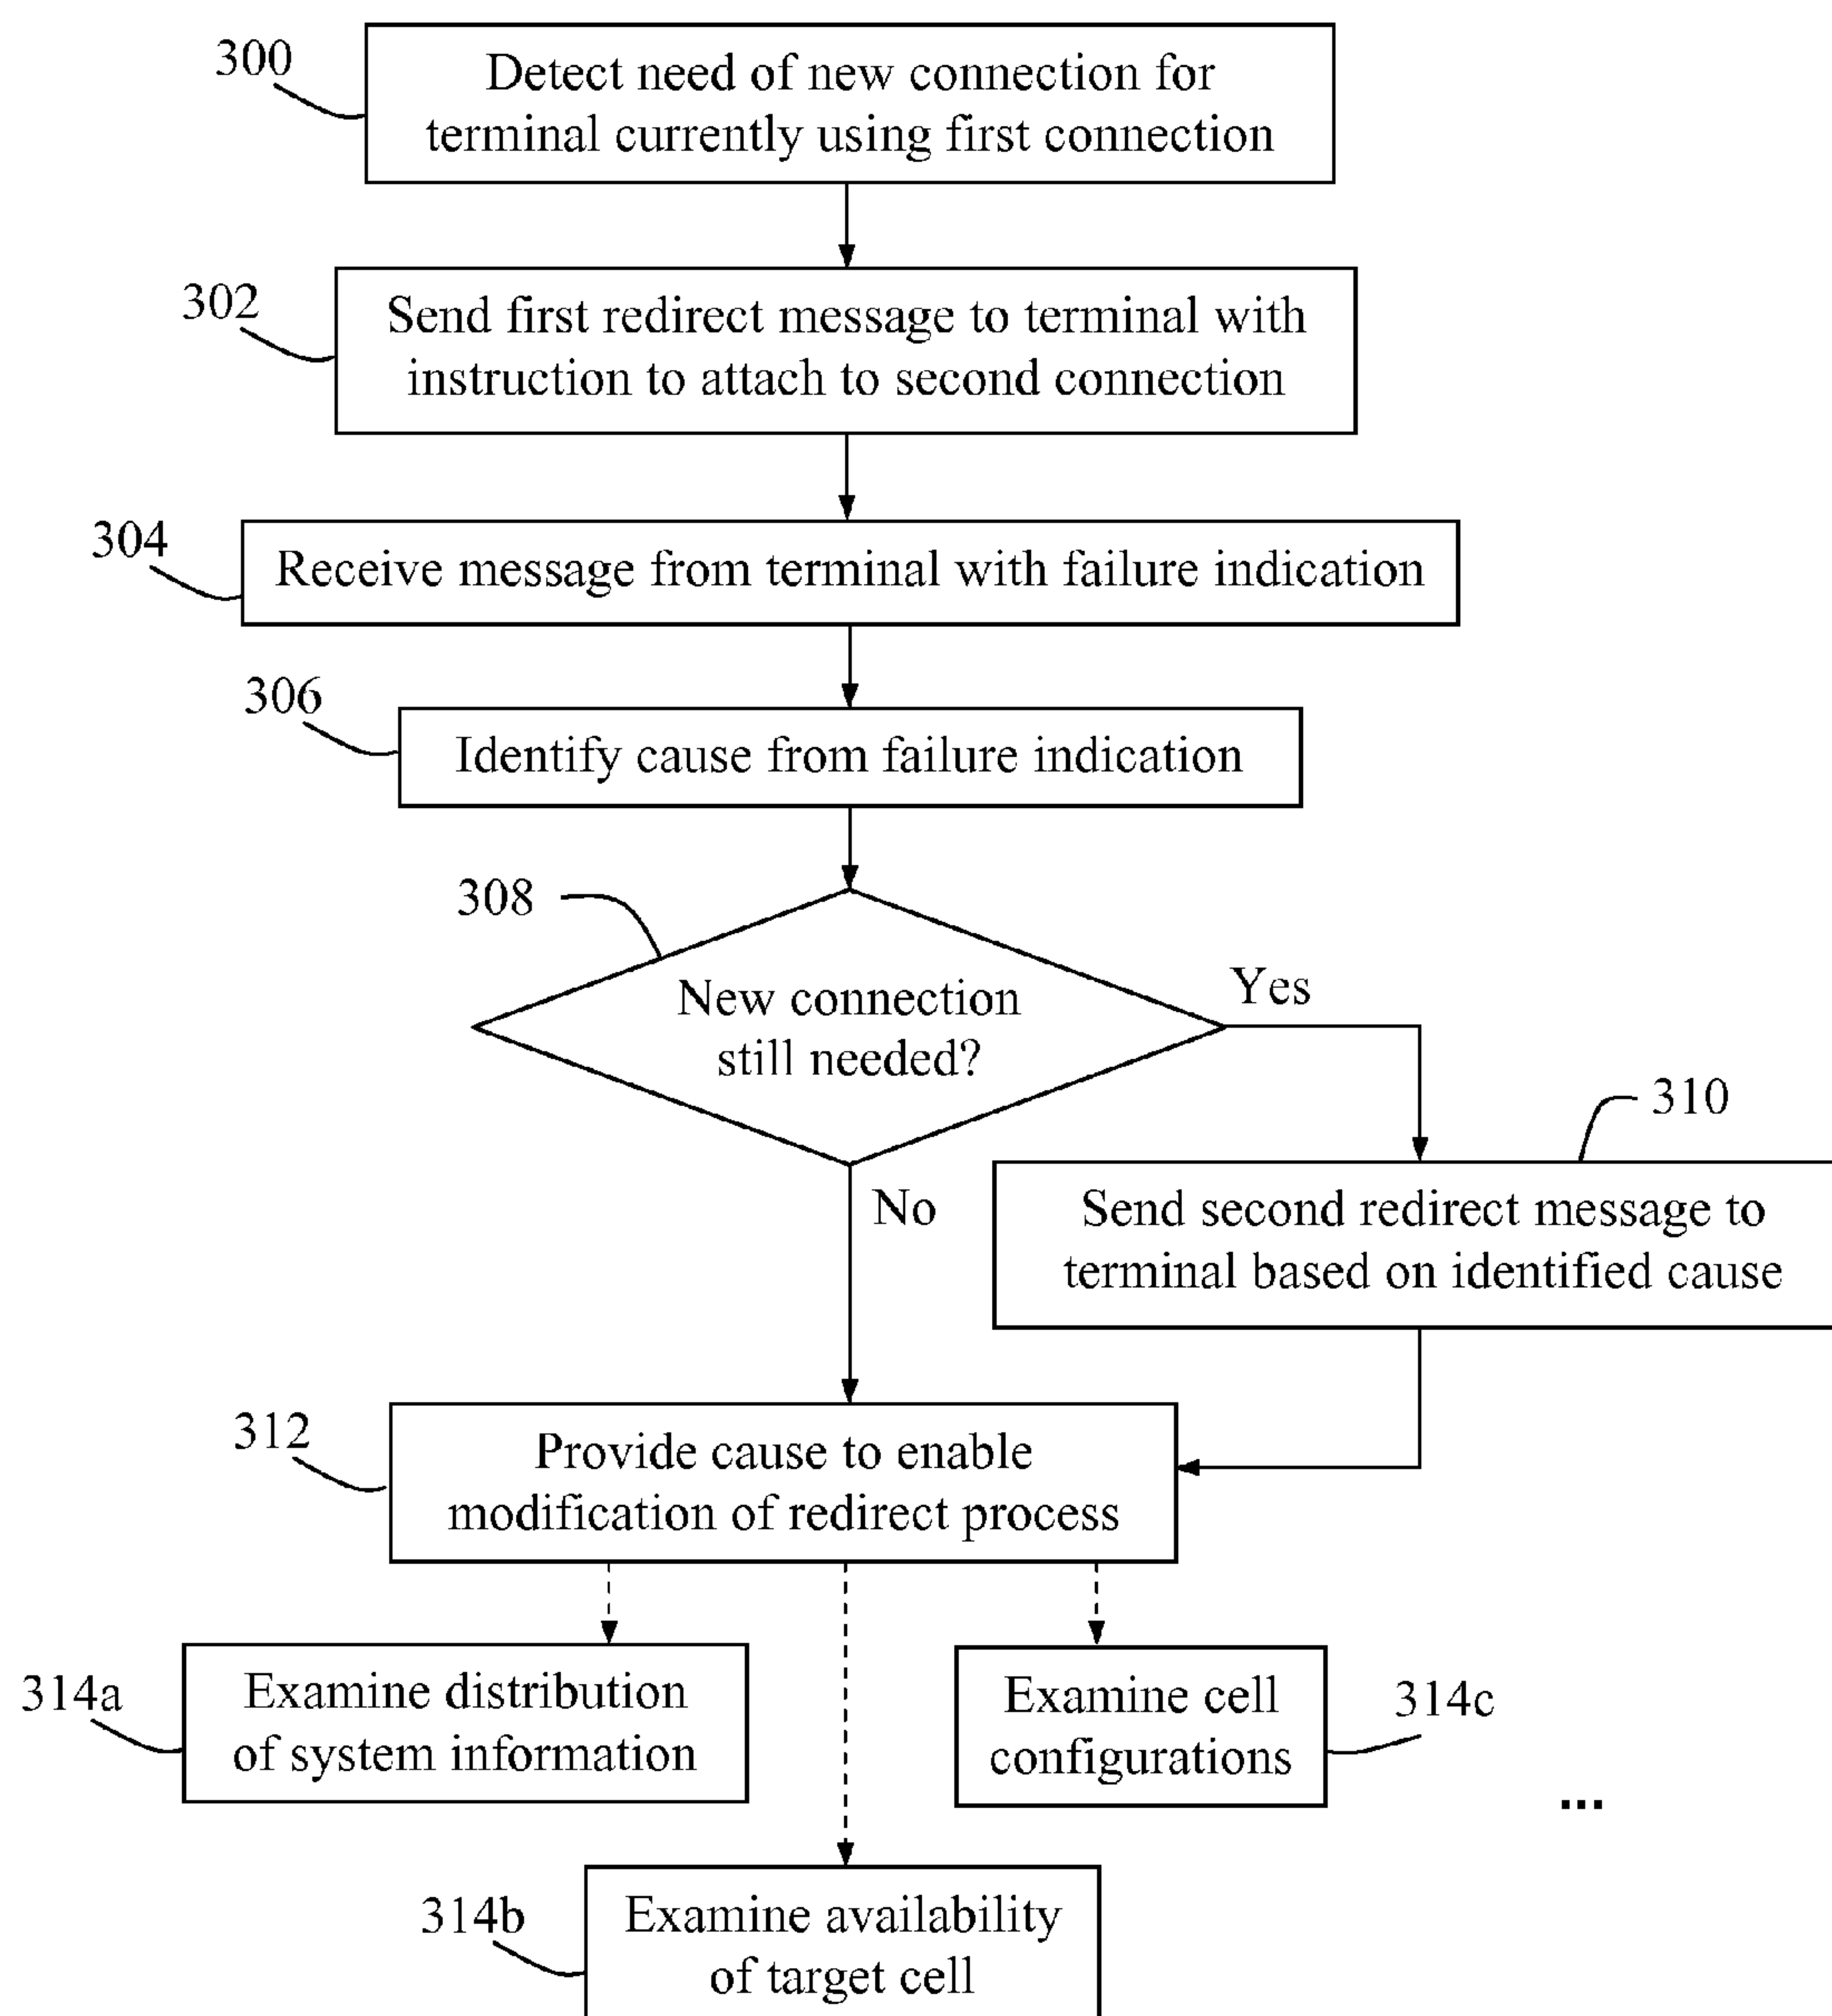 300
Detect need of new connection for
terminal currently using first connection
302
Send first redirect message to terminal with
instruction to attach to second connection
304
Receive message from terminal with failure indication
306
Identify cause from failure indication
308
New connection
still needed?
Yes
No
310
Send second redirect message to
terminal based on identified cause
312
Provide cause to enable
modification of redirect process
314a
Examine distribution
of system information
Examine cell
configurations
314c
...
314b
Examine availability
of target cell